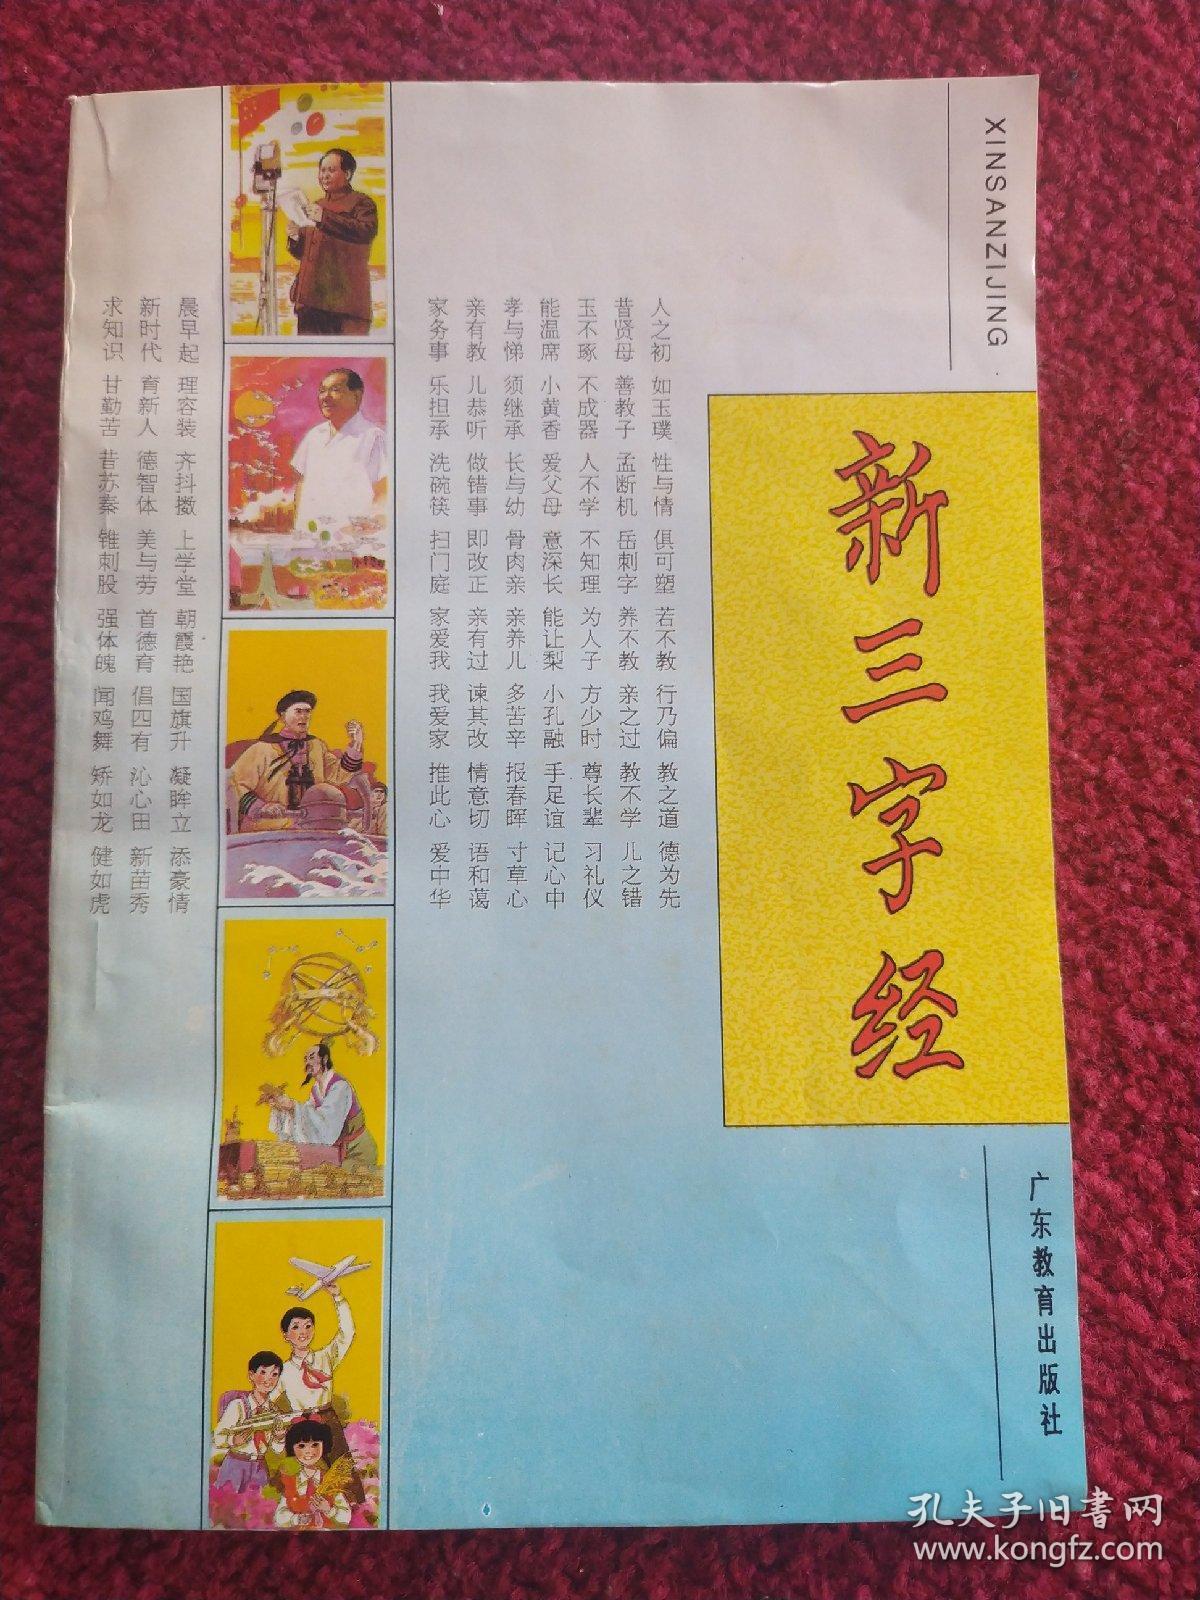 XINSANZIJING
新三字经
广东教育出版社
人之初 如玉璞 性与情 俱可塑 若不教 行乃偏 教之道 德为先
昔贤母 善教子 孟断机 岳刺字 养不教 亲之过 教不学 儿之错
玉不琢 不成器 人不学 不知理 为人子 方少时 尊长辈 习礼仪
能温席 小黄香 爱父母 意深长 能让梨 小孔融 手足谊 记心中
孝与悌 须继承 长与幼 骨肉亲 亲养儿 多苦辛 报春晖 寸草心
亲有教 儿恭听 做错事 即改正 亲有过 谏其改 情意切 语和蔼
家务事 乐担承 洗碗筷 扫门庭 家爱我 我爱家 推此心 爱中华
晨早起 理容装 齐抖擞 上学堂 朝霞艳 国旗升 凝眸立 添豪情
新时代 育新人 德智体 美与劳 首德育 倡四有 沁心田 新苗秀
求知识 甘勤苦 昔苏秦 锥刺股 强体魄 闻鸡舞 矫如龙 健如虎
孔夫子旧书网
www.kongfz.com